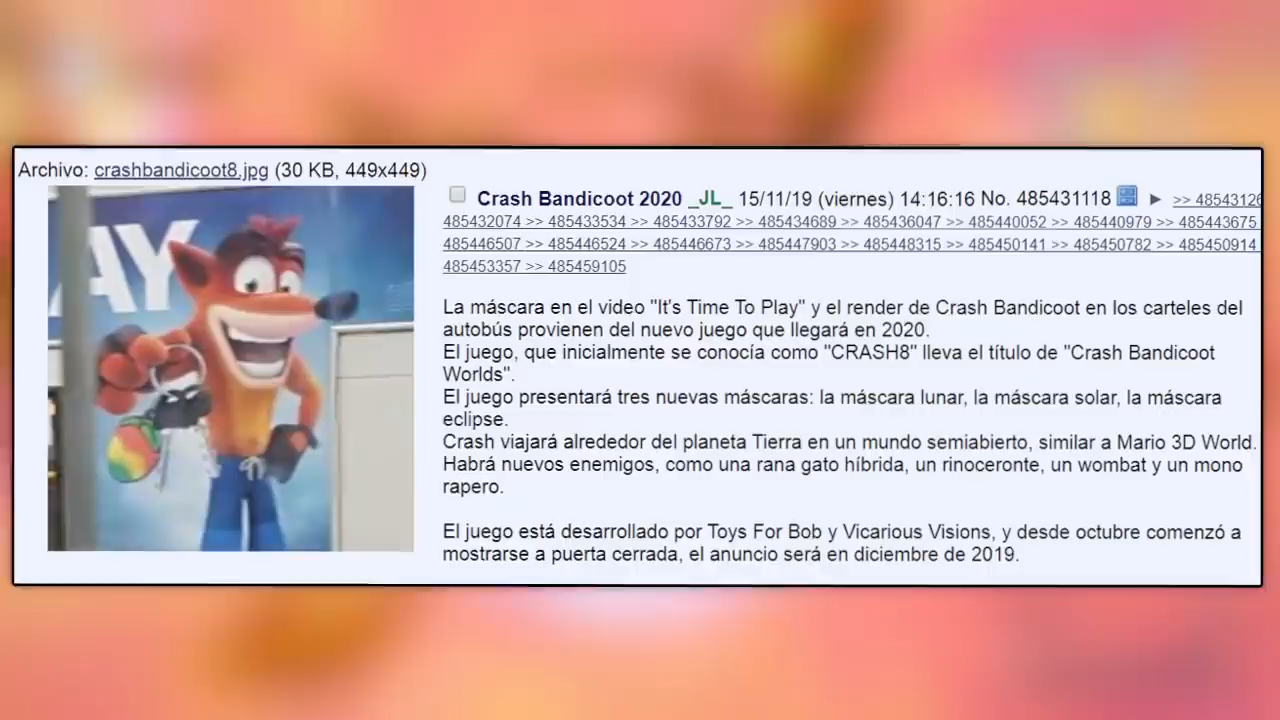 Archivo: crashbandicoot8.jpg (30 KB, 449x449)
AY
Crash Bandicoot 2020 _JL_ 15/11/19 (viernes) 14:16:16 No. 485431118 ► >> 48543126
485432074 >> 485433534 >> 485433792 >> 485434689 >> 485436047 >> 485440052 >> 485440979 >> 485443675
485446507 >> 485446524 >> 485446673 >> 485447903 >> 485448315 >> 485450141 >> 485450782 >> 485450914
485453357 >> 485459105
La máscara en el video "It's Time To Play" y el render de Crash Bandicoot en los carteles del
autobús provienen del nuevo juego que llegará en 2020.
El juego, que inicialmente se conocía como "CRASH8" lleva el título de "Crash Bandicoot
Worlds".
El juego presentará tres nuevas máscaras: la máscara lunar, la máscara solar, la máscara
eclipse.
Crash viajará alrededor del planeta Tierra en un mundo semiabierto, similar a Mario 3D World.
Habrá nuevos enemigos, como una rana gato híbrida, un rinoceronte, un wombat y un mono
rapero.
El juego está desarrollado por Toys For Bob y Vicarious Visions, y desde octubre comenzó a
mostrarse a puerta cerrada, el anuncio será en diciembre de 2019.